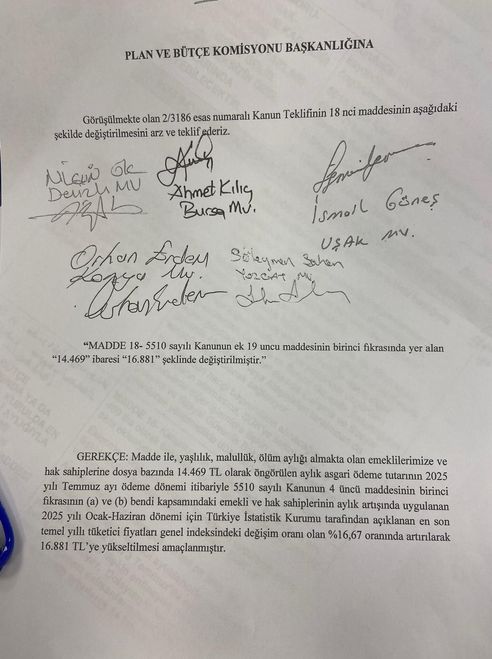 PLAN VE BÜTÇE KOMİSYONU BAŞKANLIĞINA
Görüşülmekte olan 2/3186 esas numaralı Kanun Teklifinin 18 nci maddesinin aşağıdaki
şekilde değiştirilmesini arz ve teklif ederiz.
Nilgün Ök
Denizli MV
Ahmet Kılıç
Bursa Mv.
İsmail Güneş
UŞAK MV.
Orhan Erdem
Konya Mv.
Süleyman Şahan
YOZGAT MV
"MADDE 18- 5510 sayılı Kanunun ek 19 uncu maddesinin birinci fıkrasında yer alan
"14.469" ibaresi "16.881" şeklinde değiştirilmiştir."
GEREKÇE: Madde ile, yaşlılık, malullük, ölüm aylığı almakta olan emeklilerimize ve
hak sahiplerine dosya bazında 14.469 TL olarak öngörülen aylık asgari ödeme tutarının 2025
yılı Temmuz ayı ödeme dönemi itibariyle 5510 sayılı Kanunun 4 üncü maddesinin birinci
fıkrasının (a) ve (b) bendi kapsamındaki emekli ve hak sahiplerinin aylık artışında uygulanan
2025 yılı Ocak-Haziran dönemi için Türkiye İstatistik Kurumu tarafından açıklanan en son
temel yıllı tüketici fiyatları genel indeksindeki değişim oranı olan %16,67 oranında artırılarak
16.881 TL'ye yükseltilmesi amaçlanmıştır.